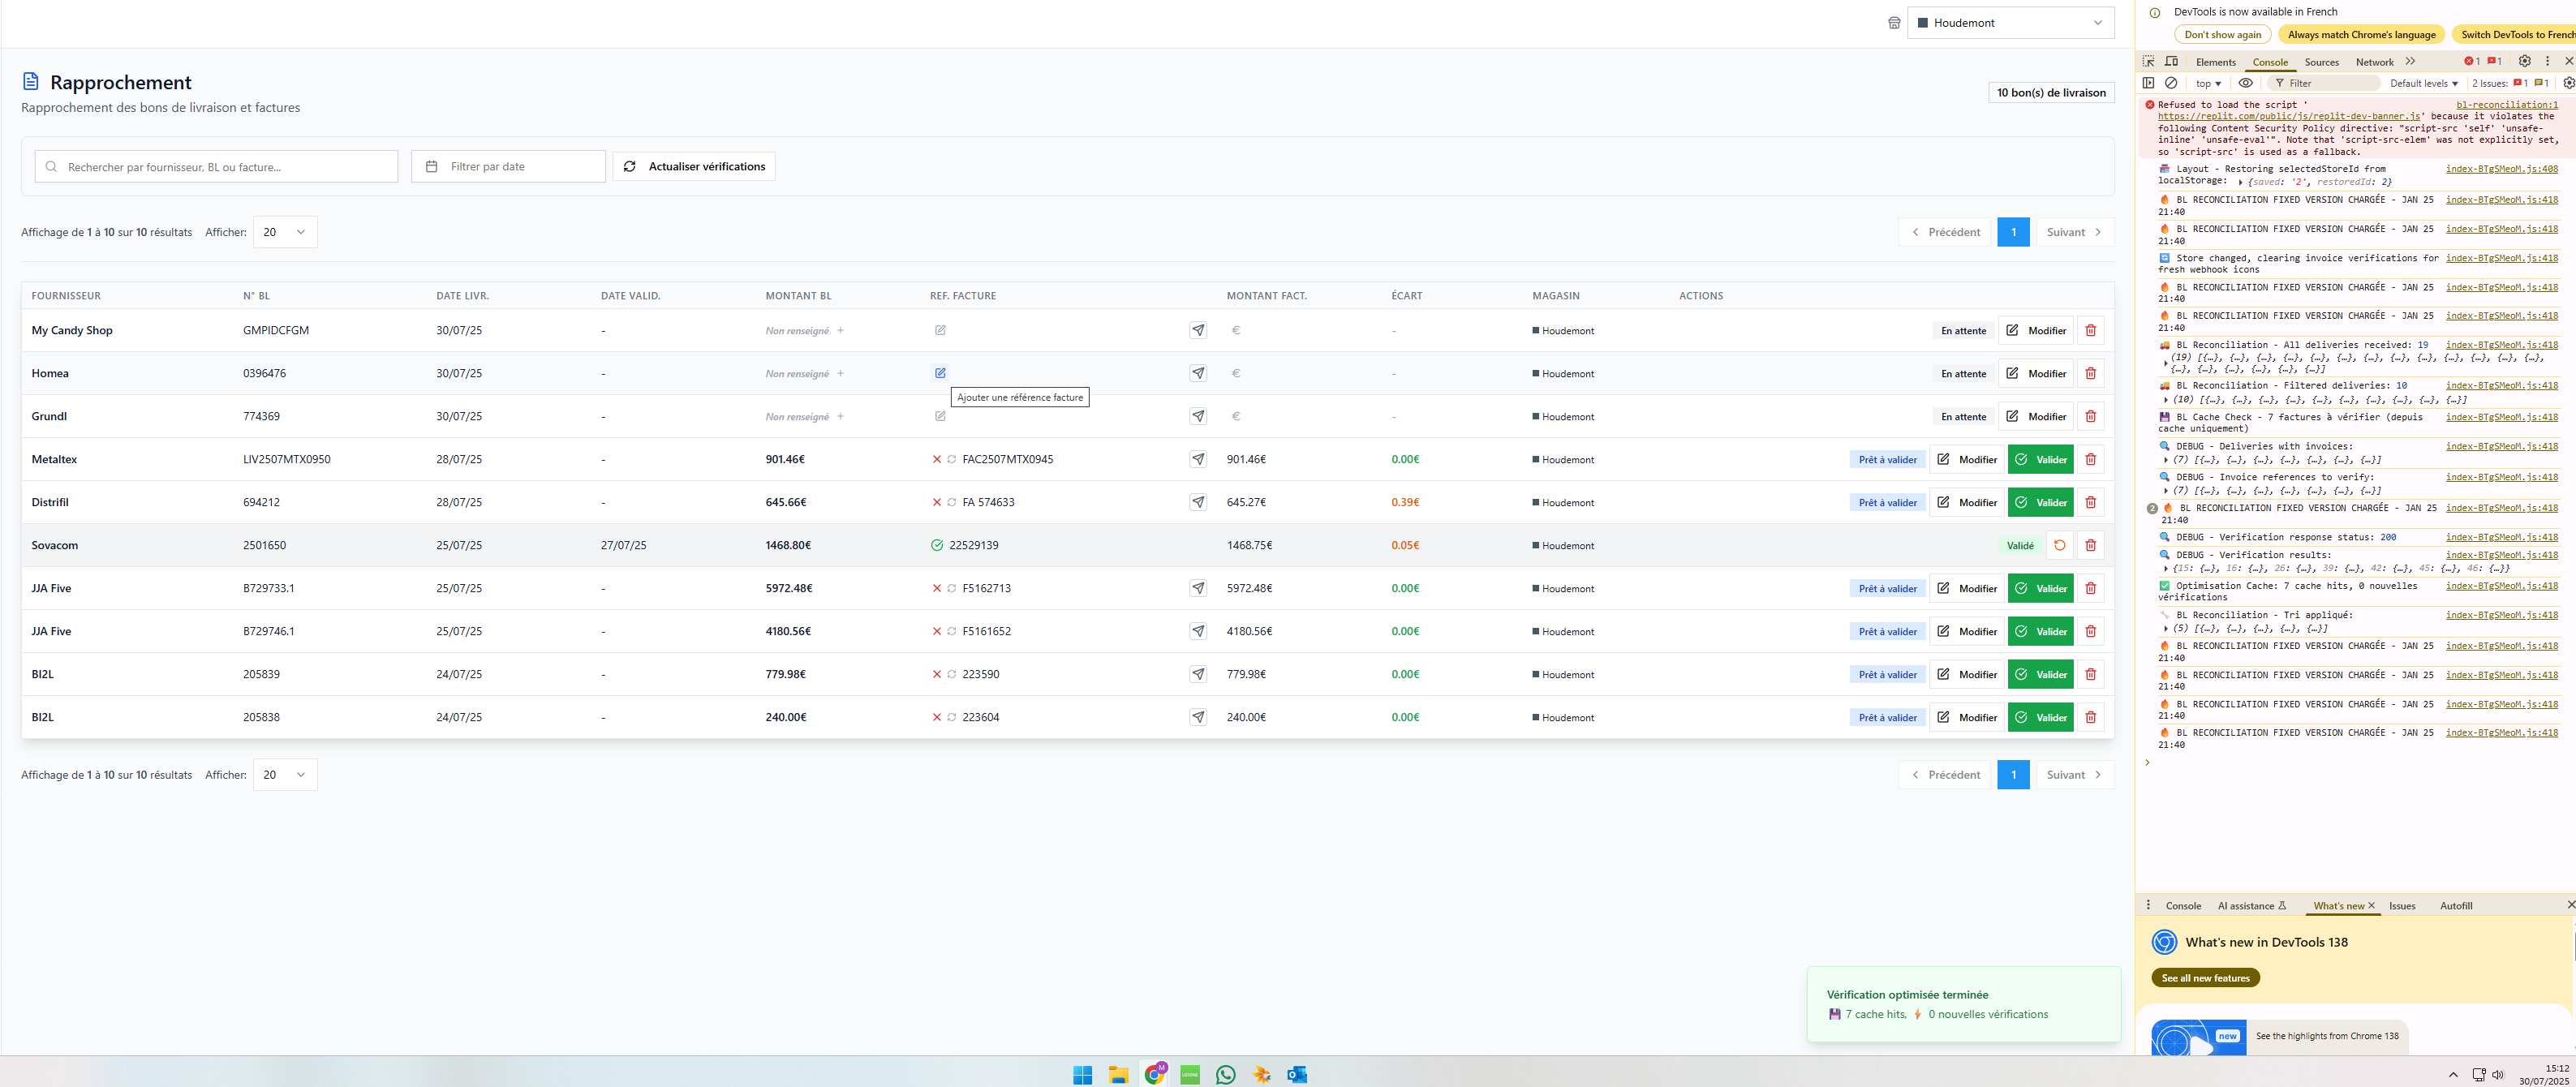 Houdemont
Rapprochement
Rapprochement des bons de livraison et factures
10 bon(s) de livraison
Rechercher par fournisseur, BL ou facture...
Filtrer par date
Actualiser vérifications
Affichage de 1 à 10 sur 10 résultats Afficher: 20
Précédent 1 Suivant
FOURNISSEUR N° BL DATE LIVR. DATE VALID. MONTANT BL REF. FACTURE MONTANT FACT. ÉCART MAGASIN ACTIONS
My Candy Shop GMPIDCFGM 30/07/25 - Non renseigné + € - Houdemont En attente Modifier
Homea 0396476 30/07/25 - Non renseigné + € - Houdemont En attente Modifier
Ajouter une référence facture
Grundl 774369 30/07/25 - Non renseigné + € - Houdemont En attente Modifier
Metaltex LIV2507MTX0950 28/07/25 - 901.46€ FAC2507MTX0945 901.46€ 0.00€ Houdemont Prêt à valider Modifier Valider
Distrifil 694212 28/07/25 - 645.66€ FA 574633 645.27€ 0.39€ Houdemont Prêt à valider Modifier Valider
Sovacom 2501650 25/07/25 27/07/25 1468.80€ 22529139 1468.75€ 0.05€ Houdemont Validé
JJA Five B729733.1 25/07/25 - 5972.48€ F5162713 5972.48€ 0.00€ Houdemont Prêt à valider Modifier Valider
JJA Five B729746.1 25/07/25 - 4180.56€ F5161652 4180.56€ 0.00€ Houdemont Prêt à valider Modifier Valider
BI2L 205839 24/07/25 - 779.98€ 223590 779.98€ 0.00€ Houdemont Prêt à valider Modifier Valider
BI2L 205838 24/07/25 - 240.00€ 223604 240.00€ 0.00€ Houdemont Prêt à valider Modifier Valider
Affichage de 1 à 10 sur 10 résultats Afficher: 20
Précédent 1 Suivant
Vérification optimisée terminée
💾 7 cache hits, ⚡ 0 nouvelles vérifications
DevTools is now available in French
Don't show again Always match Chrome's language Switch DevTools to French
Elements Console Sources Network 1 1
top Filter Default levels 2 Issues: 1 1
Refused to load the script ' bl-reconciliation:1
https://replit.com/public/js/replit-dev-banner.js' because it violates the
following Content Security Policy directive: "script-src 'self' 'unsafe-
inline' 'unsafe-eval'". Note that 'script-src-elem' was not explicitly set,
so 'script-src' is used as a fallback.
🏪 Layout - Restoring selectedStoreId from index-BTgSMeoM.js:408
localStorage: {saved: '2', restoredId: 2}
🔥 BL RECONCILIATION FIXED VERSION CHARGÉE - JAN 25 index-BTgSMeoM.js:418
21:40
🔥 BL RECONCILIATION FIXED VERSION CHARGÉE - JAN 25 index-BTgSMeoM.js:418
21:40
🔄 Store changed, clearing invoice verifications for index-BTgSMeoM.js:418
fresh webhook icons
🔥 BL RECONCILIATION FIXED VERSION CHARGÉE - JAN 25 index-BTgSMeoM.js:418
21:40
🔥 BL RECONCILIATION FIXED VERSION CHARGÉE - JAN 25 index-BTgSMeoM.js:418
21:40
🚚 BL Reconciliation - All deliveries received: 19 index-BTgSMeoM.js:418
(19) [{…}, {…}, {…}, {…}, {…}, {…}, {…}, {…}, {…}, {…}, {…}, {…}, {…},
{…}, {…}, {…}, {…}, {…}, {…}]
🚚 BL Reconciliation - Filtered deliveries: 10 index-BTgSMeoM.js:418
(10) [{…}, {…}, {…}, {…}, {…}, {…}, {…}, {…}, {…}, {…}]
💾 BL Cache Check - 7 factures à vérifier (depuis index-BTgSMeoM.js:418
cache uniquement)
🔍 DEBUG - Deliveries with invoices: index-BTgSMeoM.js:418
(7) [{…}, {…}, {…}, {…}, {…}, {…}, {…}]
🔍 DEBUG - Invoice references to verify: index-BTgSMeoM.js:418
(7) [{…}, {…}, {…}, {…}, {…}, {…}, {…}]
2 🔥 BL RECONCILIATION FIXED VERSION CHARGÉE - JAN 25 index-BTgSMeoM.js:418
21:40
🔍 DEBUG - Verification response status: 200 index-BTgSMeoM.js:418
🔍 DEBUG - Verification results: index-BTgSMeoM.js:418
{15: {…}, 16: {…}, 26: {…}, 39: {…}, 42: {…}, 45: {…}, 46: {…}}
✅ Optimisation Cache: 7 cache hits, 0 nouvelles index-BTgSMeoM.js:418
vérifications
🔧 BL Reconciliation - Tri appliqué: index-BTgSMeoM.js:418
(5) [{…}, {…}, {…}, {…}, {…}]
🔥 BL RECONCILIATION FIXED VERSION CHARGÉE - JAN 25 index-BTgSMeoM.js:418
21:40
🔥 BL RECONCILIATION FIXED VERSION CHARGÉE - JAN 25 index-BTgSMeoM.js:418
21:40
🔥 BL RECONCILIATION FIXED VERSION CHARGÉE - JAN 25 index-BTgSMeoM.js:418
21:40
🔥 BL RECONCILIATION FIXED VERSION CHARGÉE - JAN 25 index-BTgSMeoM.js:418
21:40
Console AI assistance What's new Issues Autofill
What's new in DevTools 138
See all new features
new
See the highlights from Chrome 138
M
15:12
30/07/2025